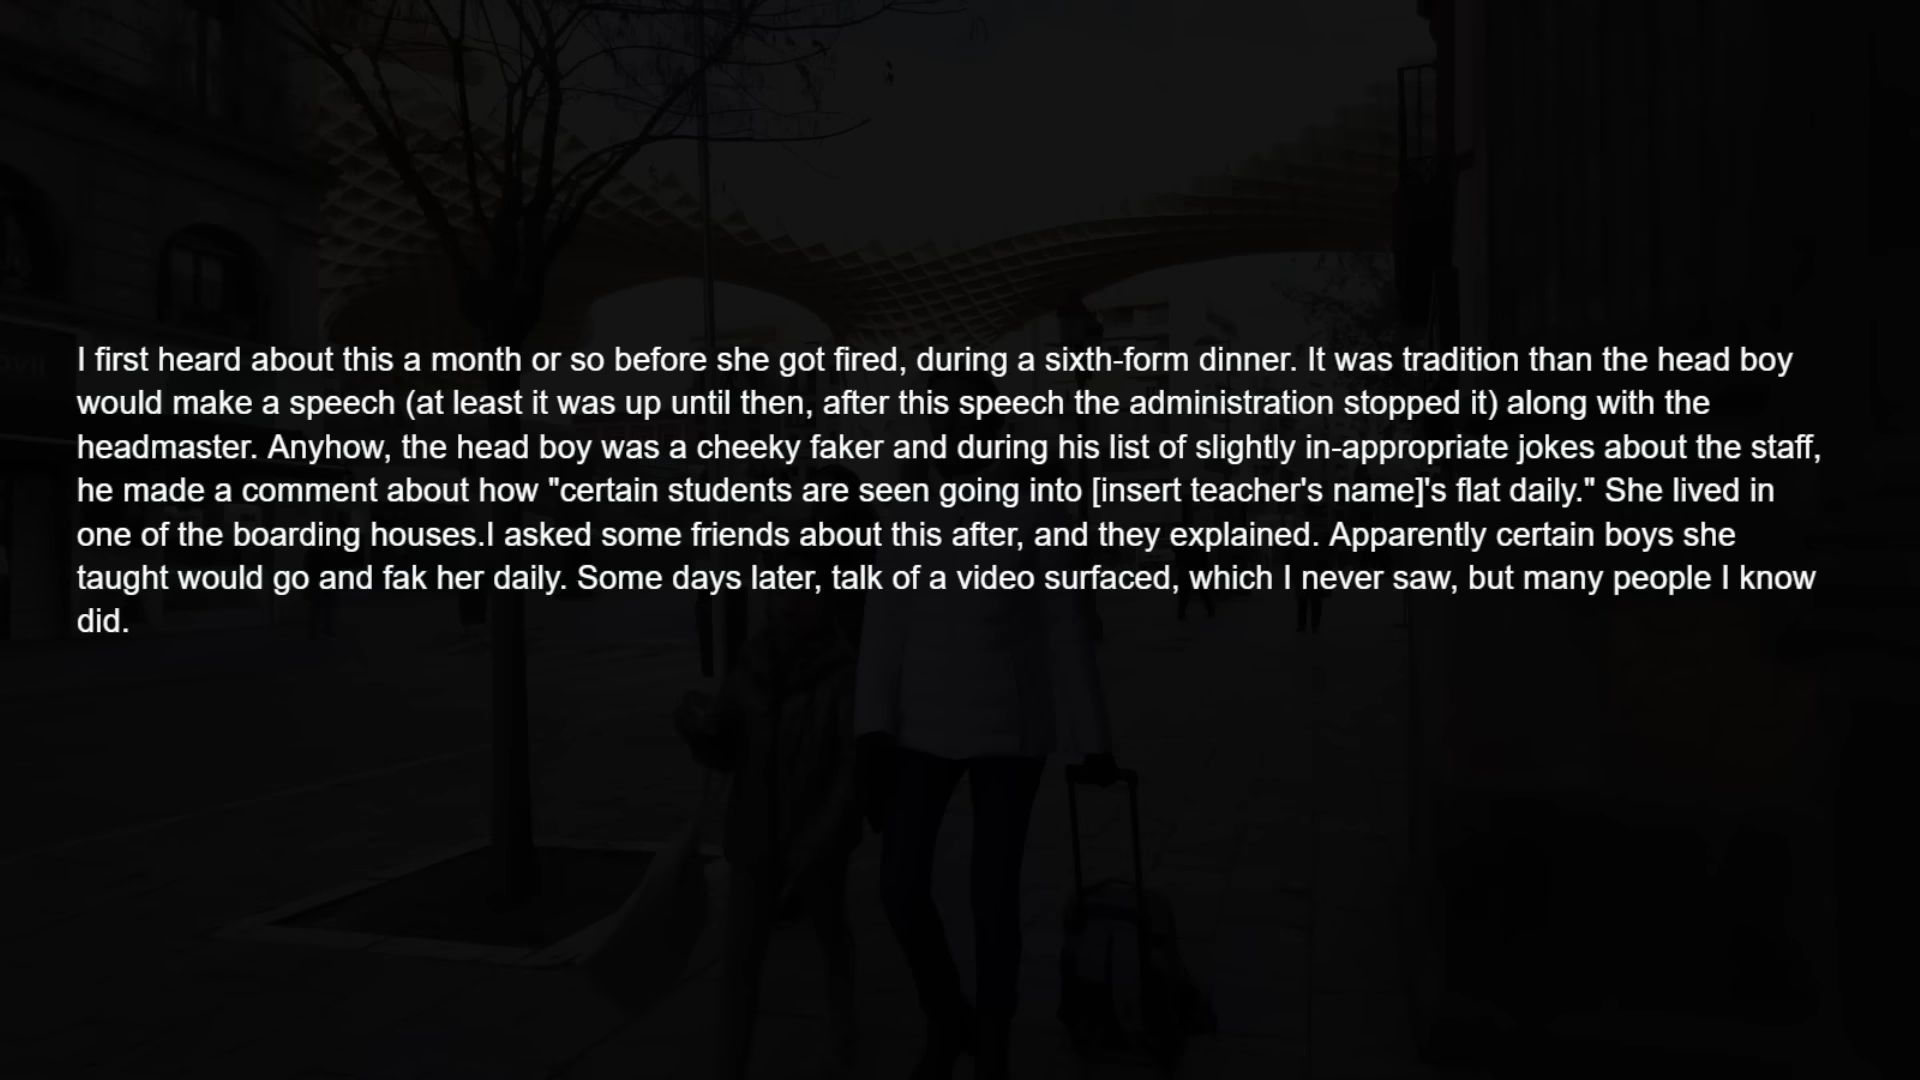 I first heard about this a month or so before she got fired, during a sixth-form dinner. It was tradition than the head boy
would make a speech (at least it was up until then, after this speech the administration stopped it) along with the
headmaster. Anyhow, the head boy was a cheeky faker and during his list of slightly in-appropriate jokes about the staff,
he made a comment about how "certain students are seen going into [insert teacher's name]'s flat daily." She lived in
one of the boarding houses.I asked some friends about this after, and they explained. Apparently certain boys she
taught would go and fak her daily. Some days later, talk of a video surfaced, which I never saw, but many people I know
did.